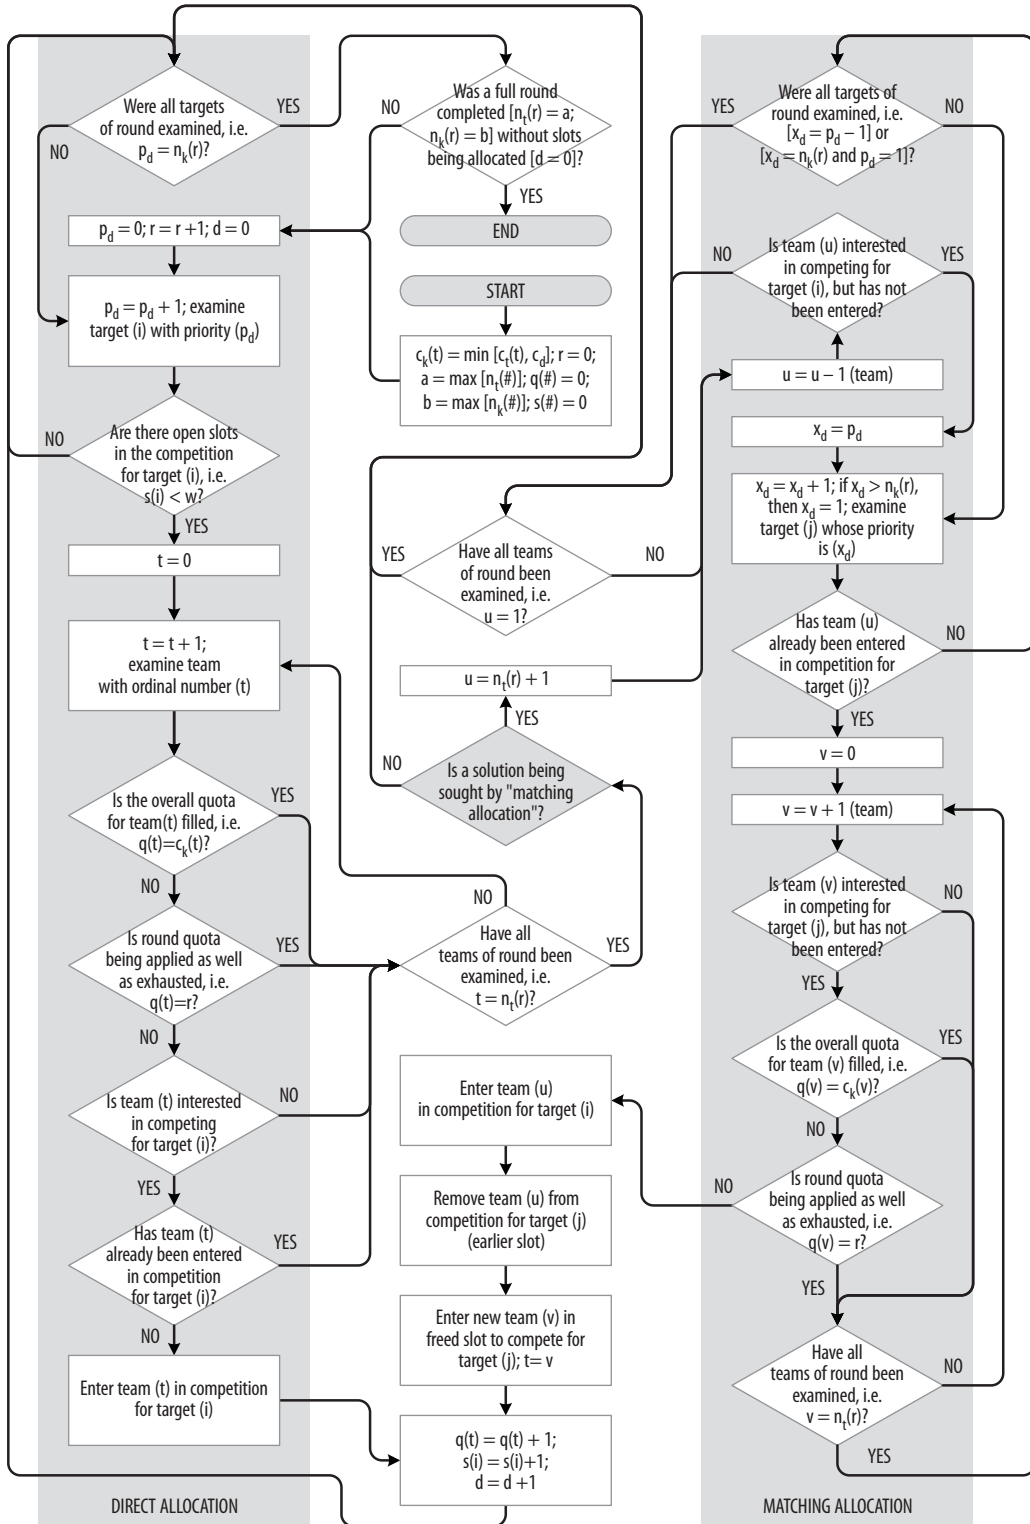 Were all targets
of round examined, i.e.
p_d = n_k(r)?
YES
NO
p_d = 0; r = r +1; d = 0
p_d = p_d + 1; examine
target (i) with priority (p_d)
Are there open slots
in the competition
for target (i), i.e.
s(i) < w?
NO
YES
t = 0
t = t + 1;
examine team
with ordinal number (t)
Is the overall quota
for team(t) filled, i.e.
q(t)=c_k(t)?
YES
NO
Is round quota
being applied as well
as exhausted, i.e.
q(t)=r?
YES
NO
Is team (t) interested
in competing
for target (i)?
NO
YES
Has team (t)
already been entered
in competition
for target (i)?
YES
NO
Enter team (t) in competition
for target (i)
DIRECT ALLOCATION
Was a full round
completed [n_t(r) = a;
n_k(r) = b] without slots
being allocated [d = 0]?
NO
YES
END
START
c_k(t) = min [c_t(t), c_d]; r = 0;
a = max [n_t(#)]; q(#) = 0;
b = max [n_k(#)]; s(#) = 0
Have all teams
of round been
examined, i.e.
u = 1?
YES
NO
u = n_t(r) + 1
YES
Is a solution being
sought by "matching
allocation"?
NO
NO
Have all
teams of round been
examined, i.e.
t = n_t(r)?
YES
Enter team (u)
in competition for target (i)
Remove team (u) from
competition for target (j)
(earlier slot)
Enter new team (v) in
freed slot to compete for
target (j); t= v
q(t) = q(t) + 1;
s(i) = s(i)+1;
d = d +1
Were all targets of
round examined, i.e.
[x_d = p_d – 1] or
[x_d = n_k(r) and p_d = 1]?
YES
NO
Is team (u) interested
in competing for
target (i), but has not
been entered?
NO
YES
u = u – 1 (team)
x_d = p_d
x_d = x_d + 1; if x_d > n_k(r),
then x_d = 1; examine
target (j) whose priority
is (x_d)
Has team (u)
already been entered
in competition for
target (j)?
NO
YES
v = 0
v = v + 1 (team)
Is team (v) interested
in competing for
target (j), but has not
been entered?
NO
YES
Is the overall quota
for team (v) filled, i.e.
q(v) = c_k(v)?
YES
NO
Is round quota
being applied as well
as exhausted, i.e.
q(v) = r?
NO
YES
Have all
teams of round been
examined, i.e.
v = n_t(r)?
NO
YES
MATCHING ALLOCATION